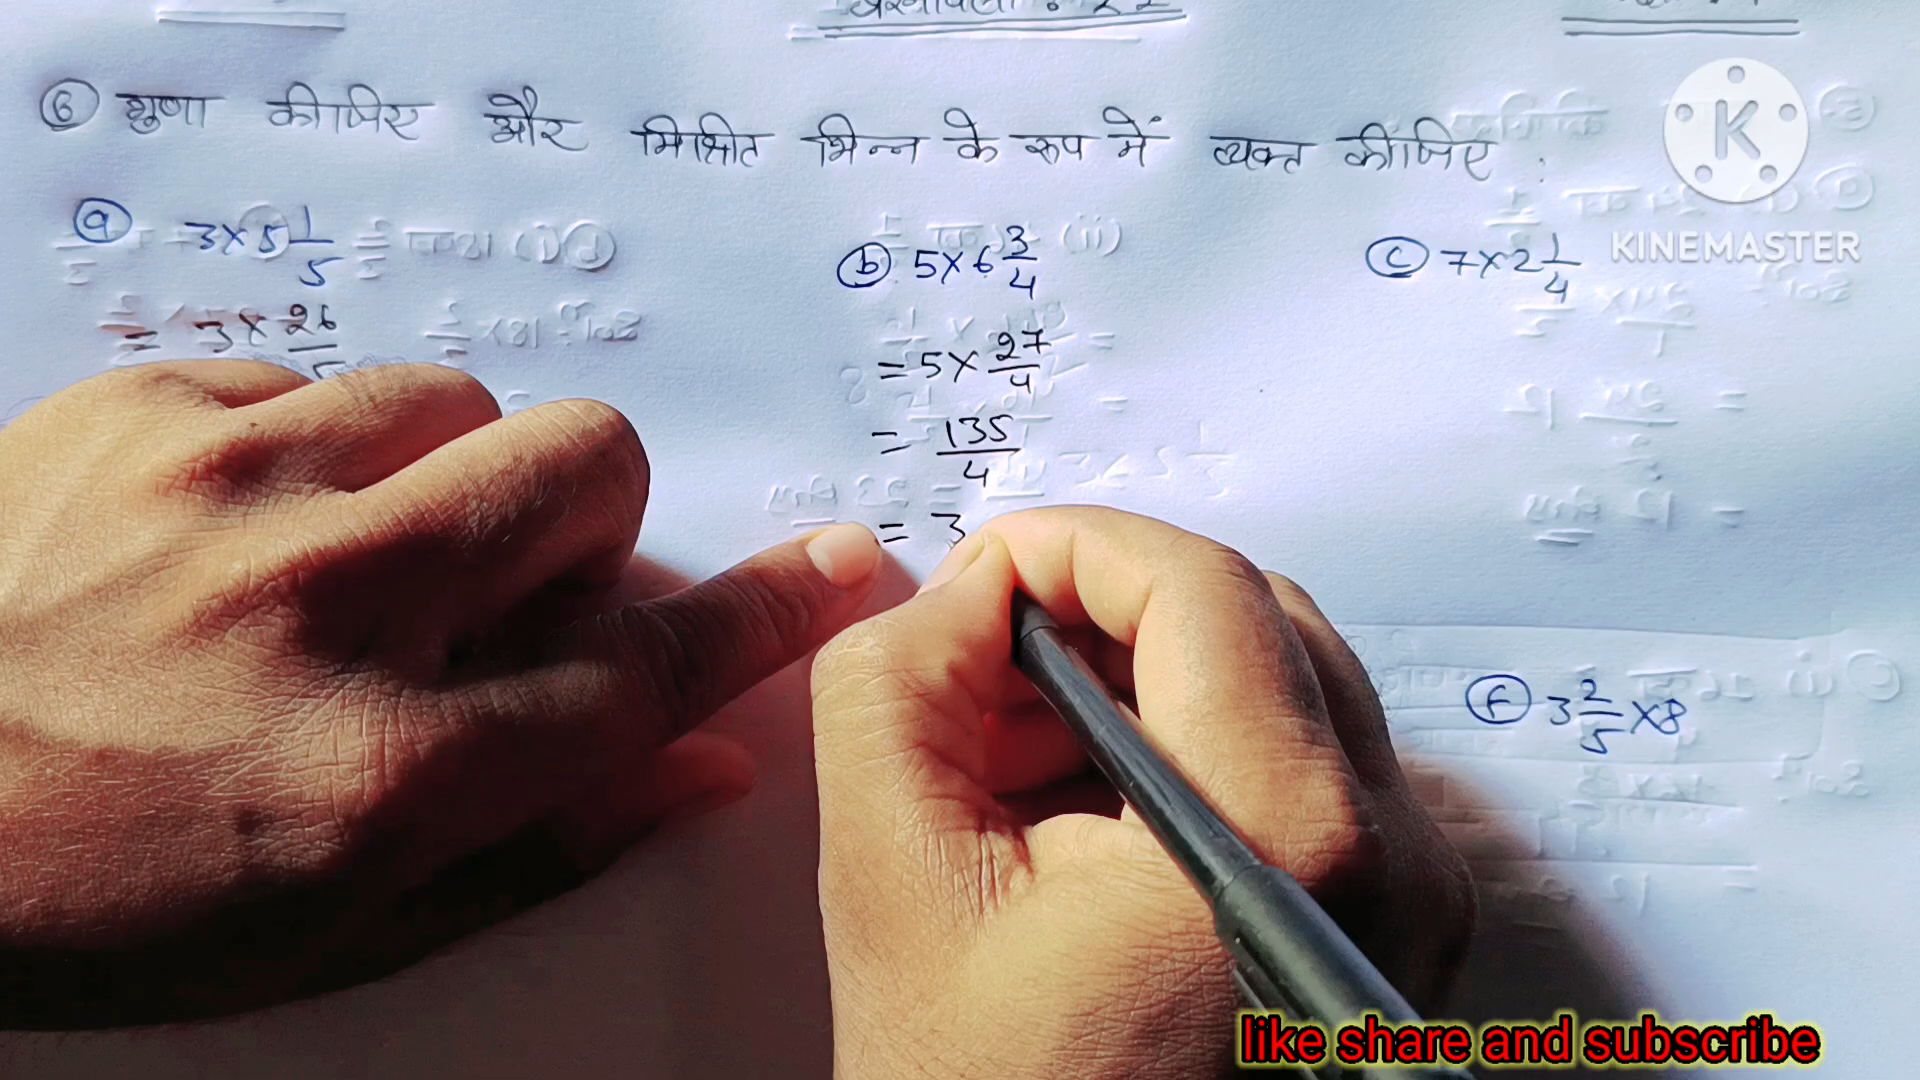 6 गुणा कीजिए और मिश्रित भिन्न के रूप में व्यक्त कीजिए :
a 3 x 5 1/5
= 3 x 26
b 5 x 6 3/4
= 5 x 27/4
= 135/4
= 3
c 7 x 2 1/4
f 3 2/5 x 8
K
KINEMASTER
like share and subscribe